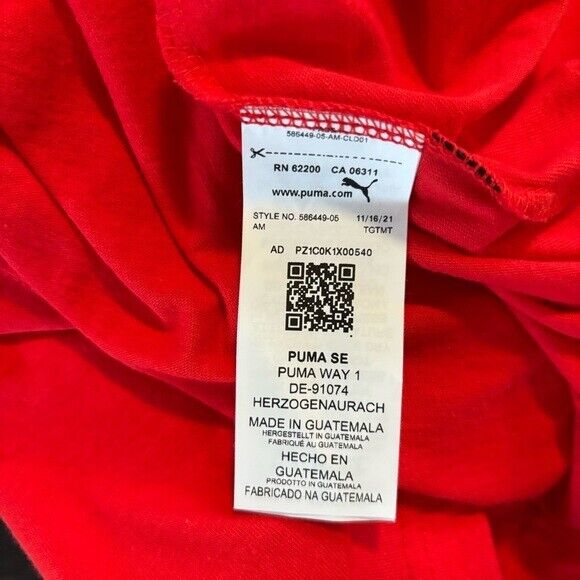 586449-05-AM-CLD01
RN 62200 CA 06311
www.puma.com
STYLE NO. 586449-05 11/16/21
AM TGTMT
AD PZ1C0K1X00540
PUMA SE
PUMA WAY 1
DE-91074
HERZOGENAURACH
MADE IN GUATEMALA
HERGESTELLT IN GUATEMALA
FABRIQUÉ AU GUATEMALA
HECHO EN
GUATEMALA
PRODOTTO IN GUATEMALA
FABRICADO NA GUATEMALA